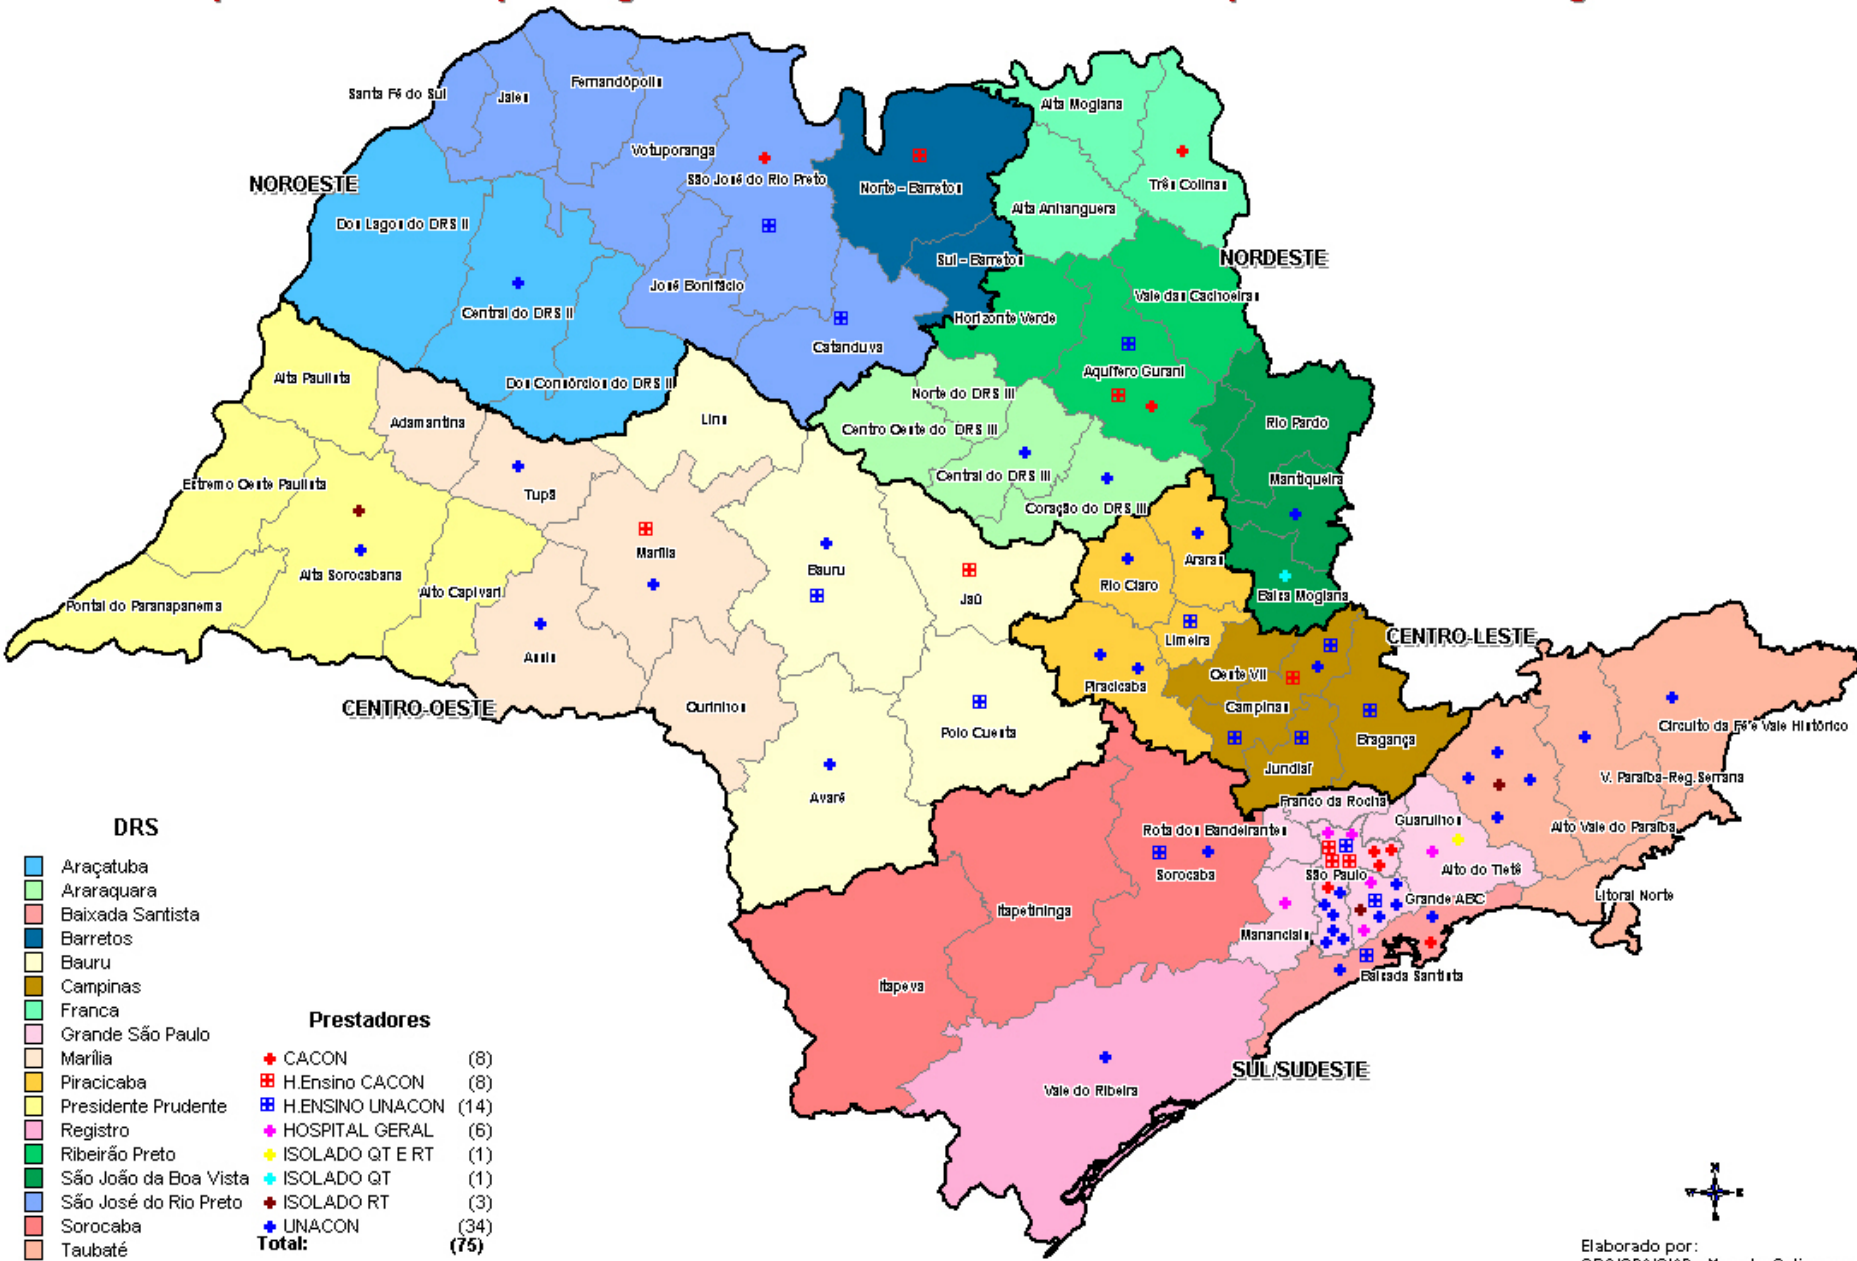 Santa Fé do Sul
Jales
Fernandópolis
Votuporanga
São José do Rio Preto
Norte - Barretos
Alta Mogiana
Três Colinas
Alta Anhanguera
NOROESTE
Dos Lagos do DRS II
Central do DRS II
José Bonifácio
Sul - Barretos
NORDESTE
Vale das Cachoeiras
Horizonte Verde
Catanduva
Aquífero Gurani
Dos Consórcios do DRS II
Alta Paulista
Adamantina
Lins
Norte do DRS III
Centro Oeste do DRS III
Rio Pardo
Central do DRS III
Mantiqueira
Extremo Oeste Paulista
Tupã
Coração do DRS III
Marília
Bauru
Jaú
Araras
Rio Claro
Alta Sorocabana
Alto Capivari
Baixa Mogiana
Pontal do Paranapanema
Limeira
CENTRO-LESTE
Assis
Oeste VII
Piracicaba
CENTRO-OESTE
Ourinhos
Campinas
Polo Cuesta
Bragança
Circuito da Fé e Vale Histórico
Jundiaí
V. Paraíba-Reg.Serrana
Avaré
Franco da Rocha
Guarulhos
Alto Vale do Paraíba
Rota dos Bandeirantes
Sorocaba
São Paulo
Alto do Tietê
Grande ABC
Litoral Norte
Itapetininga
Mananciais
Baixada Santista
Itapeva
Vale do Ribeira
SUL/SUDESTE
DRS
Araçatuba
Araraquara
Baixada Santista
Barretos
Bauru
Campinas
Franca
Grande São Paulo
Marília
Piracicaba
Presidente Prudente
Registro
Ribeirão Preto
São João da Boa Vista
São José do Rio Preto
Sorocaba
Taubaté
Prestadores
CACON (8)
H.Ensino CACON (8)
H.ENSINO UNACON (14)
HOSPITAL GERAL (6)
ISOLADO QT E RT (1)
ISOLADO QT (1)
ISOLADO RT (3)
UNACON (34)
Total: (75)
N
W E
S
Elaborado por: